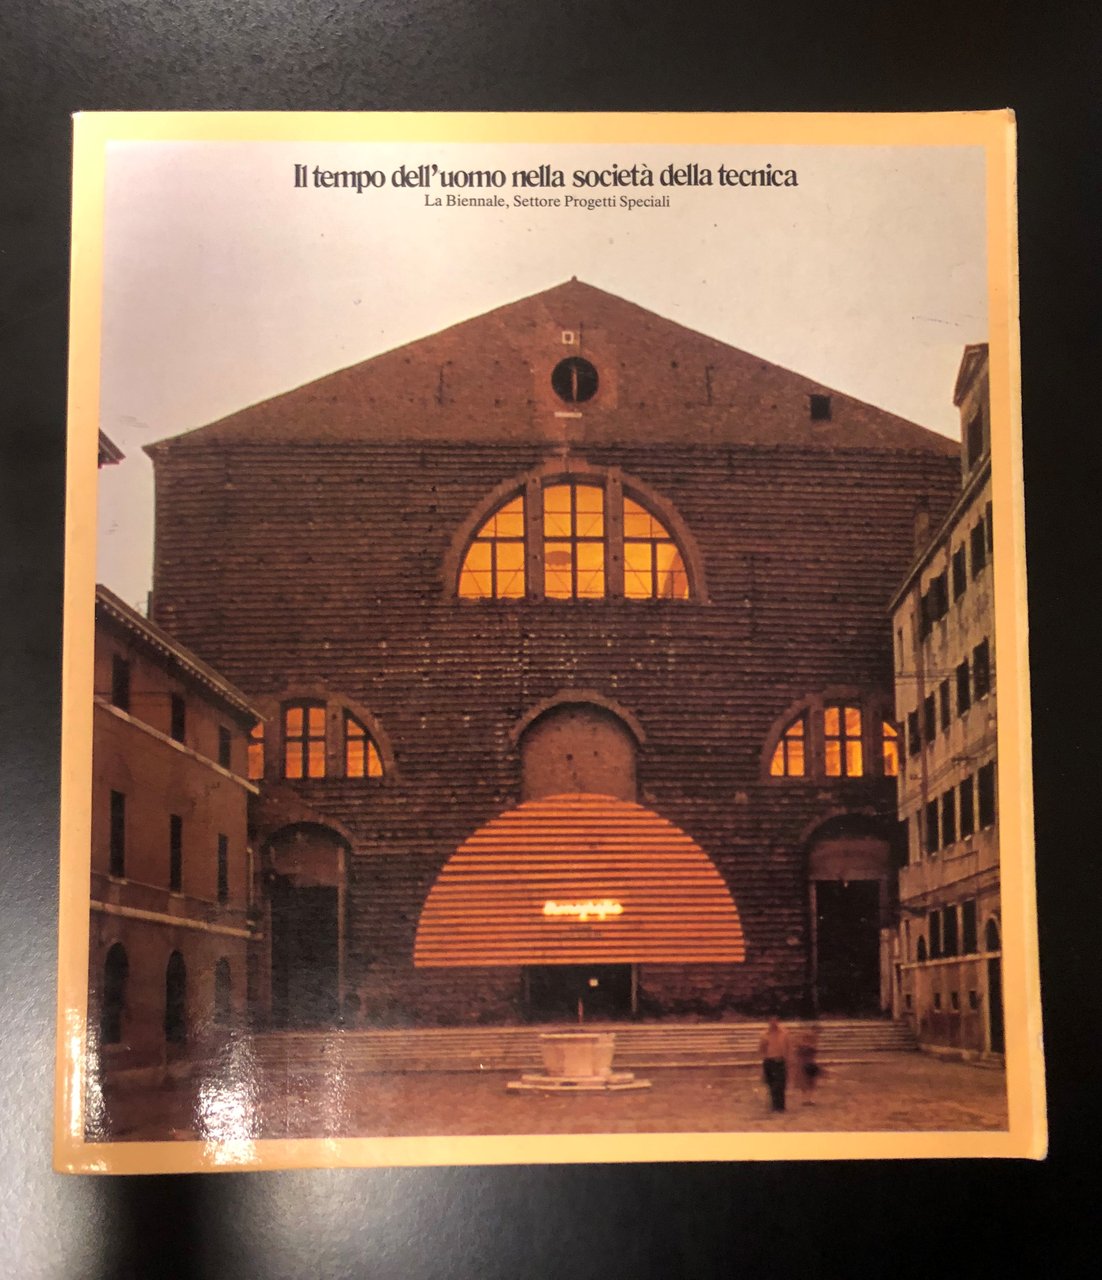 Il tempo dell'uomo nella società della tecnica
La Biennale, Settore Progetti Speciali